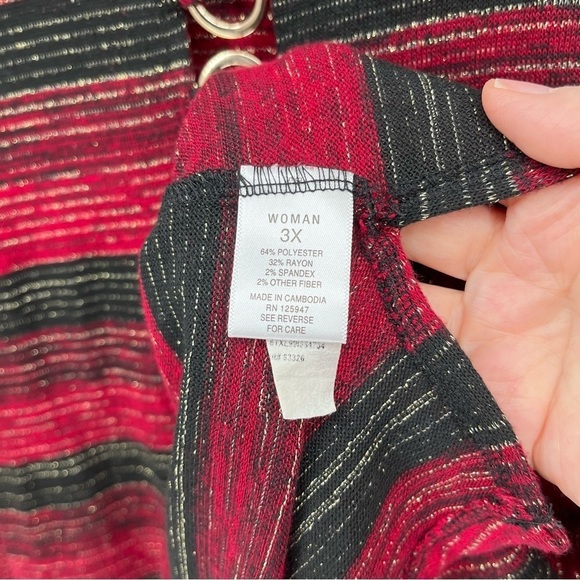 WOMAN
3X
64% POLYESTER
32% RAYON
2% SPANDEX
2% OTHER FIBER
MADE IN CAMBODIA
RN 125947
SEE REVERSE
FOR CARE